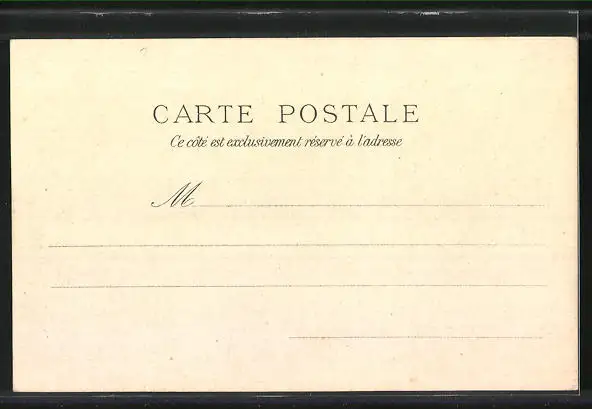 CARTE POSTALE
Ce côté est exclusivement réservé à l'adresse
M